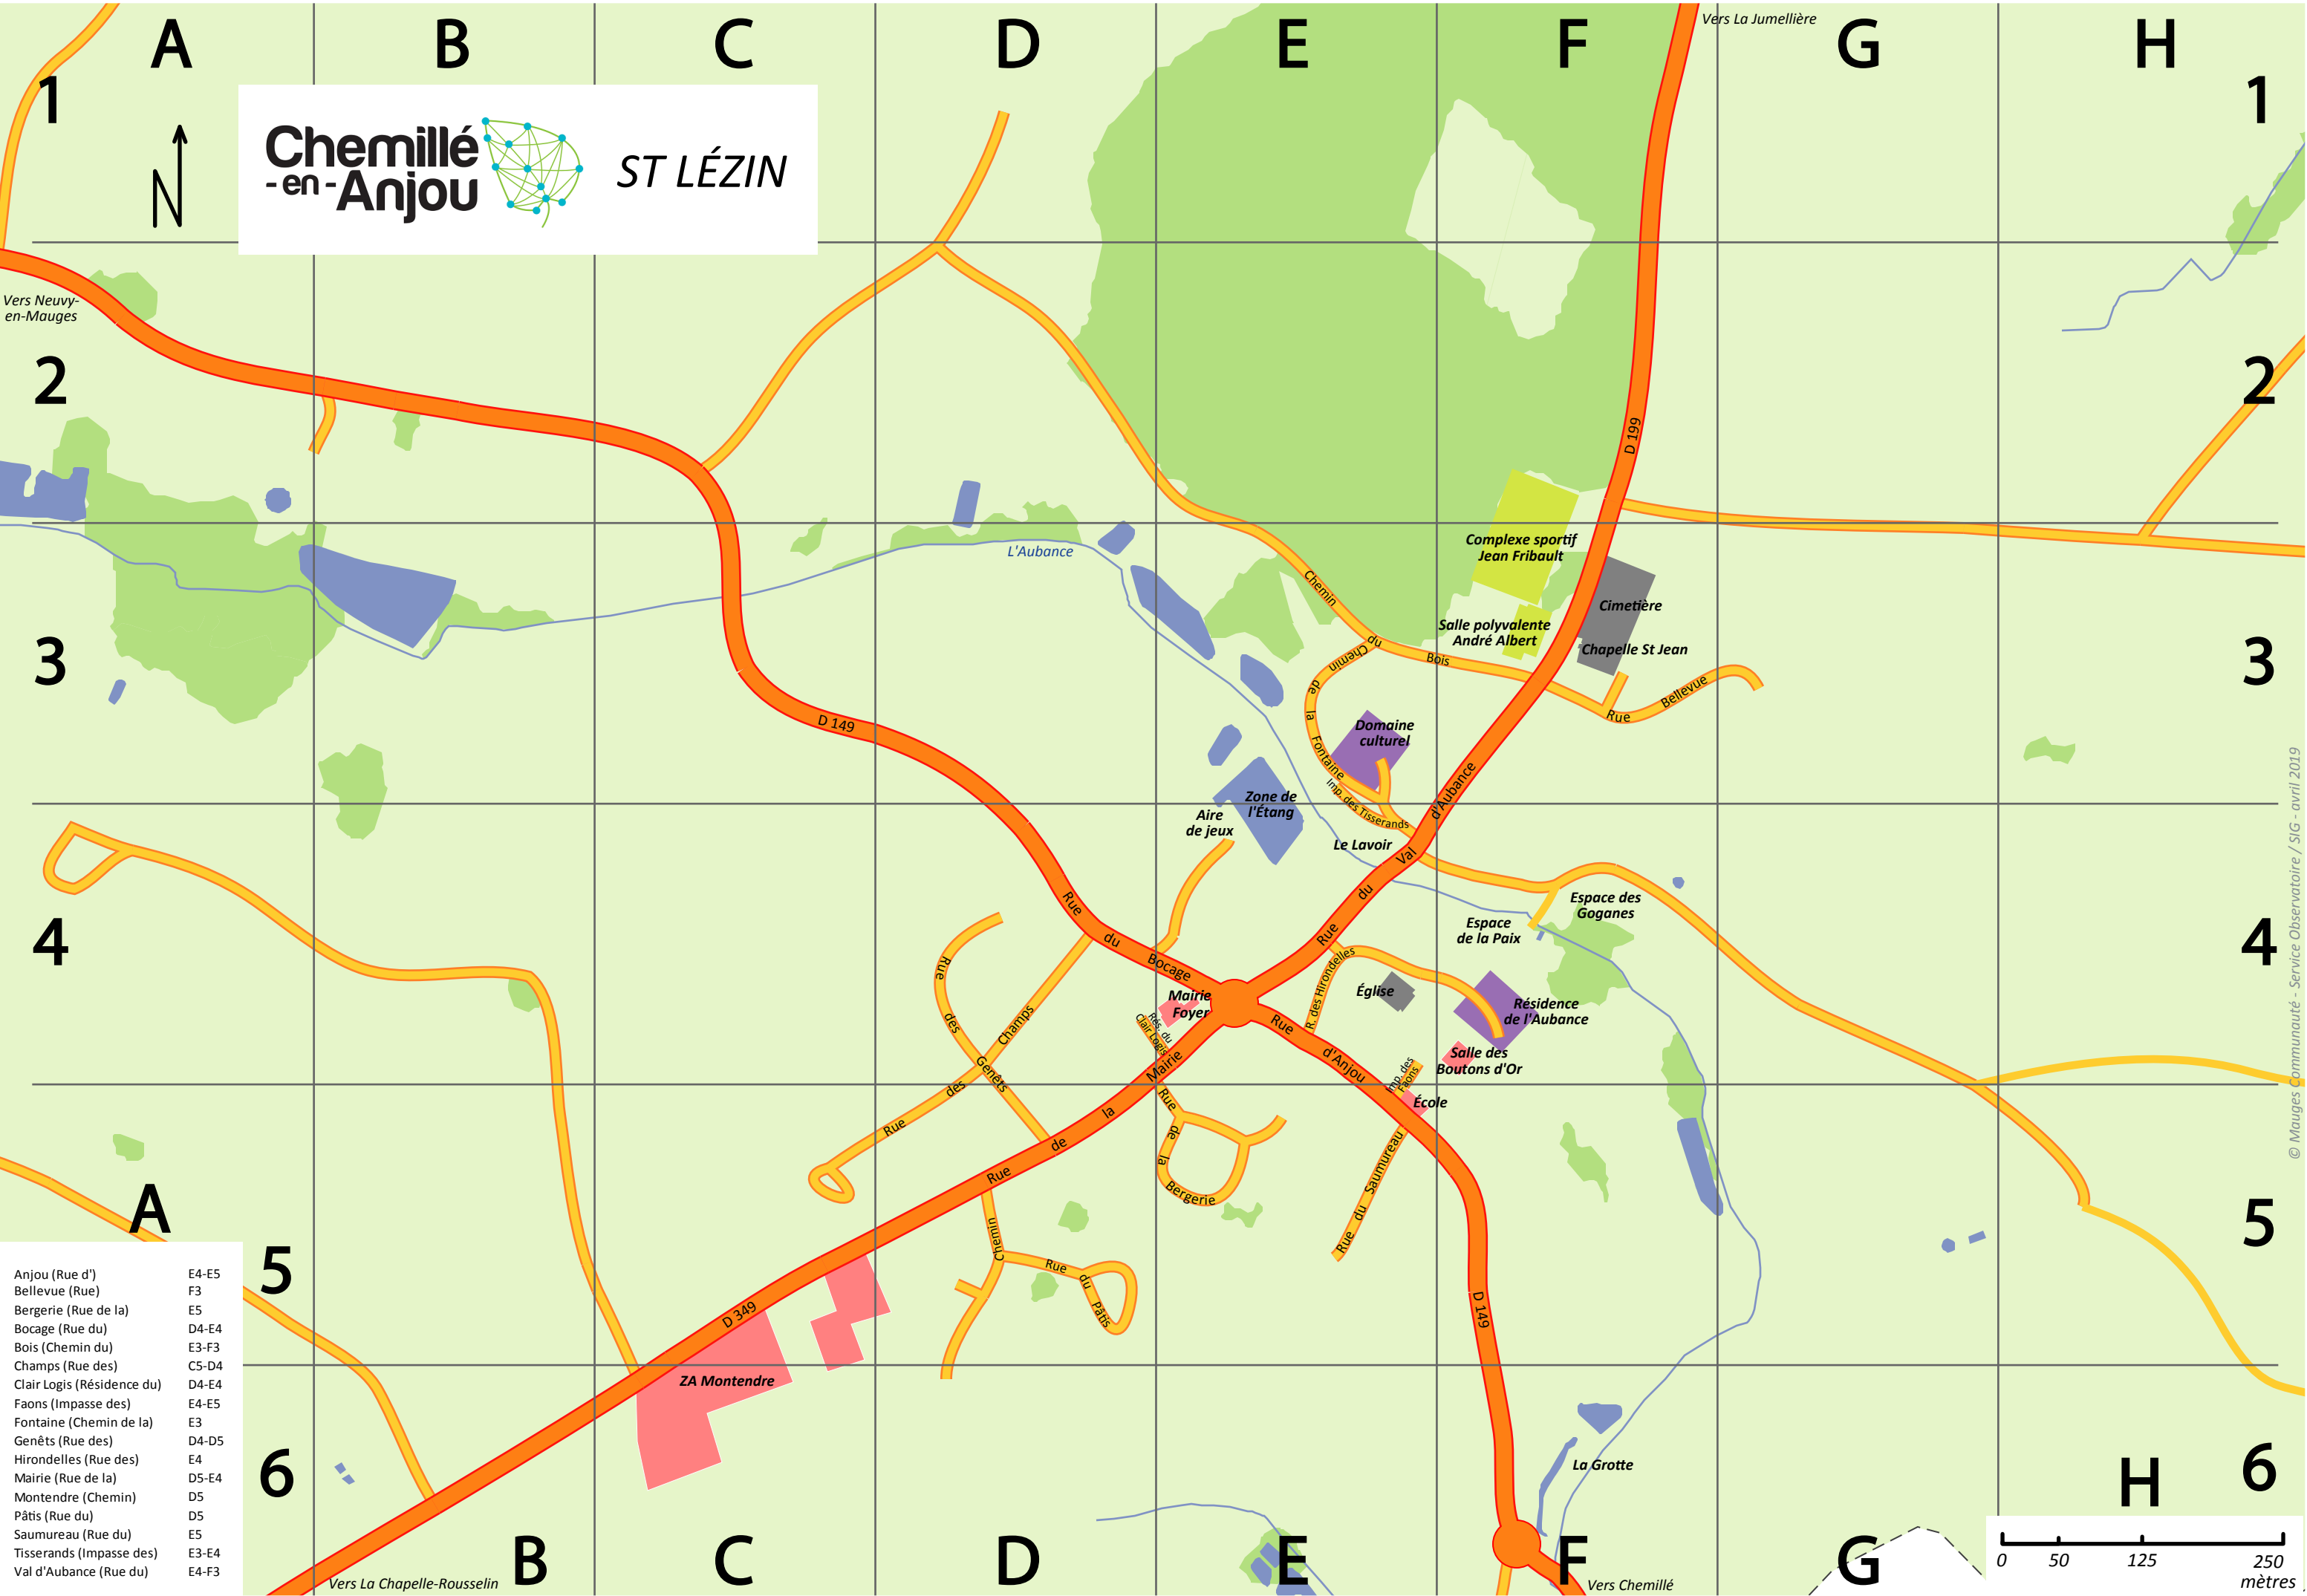 Vers La Jumellière
A
B
C
D
E
F
G
H
1
1
Chemillé
- en -
Anjou
ST LÉZIN
N
Vers Neuvy-
en-Mauges
2
2
D 199
L'Aubance
Complexe sportif
Jean Fribault
Cimetière
Salle polyvalente
André Albert
Chapelle St Jean
Chemin du Bois
Rue Bellevue
3
3
Chemin de la Fontaine
Domaine
culturel
D 149
Imp. des Tisserands
Zone de
l'Étang
Aire
de jeux
Le Lavoir
Rue du Val d'Aubance
Espace des
Goganes
Espace
de la Paix
4
4
Rue du Bocage
R. des Hirondelles
Église
Résidence
de l'Aubance
Mairie
Foyer
Rés. du
Clair Logis
Rue des Genêts
Rue des Champs
Rue d'Anjou
Salle des
Boutons d'Or
Imp. des
Faons
École
Rue de la Mairie
Rue de la Bergerie
Rue du Saumureau
A
5
5
Chemin
Rue du Pâtis
D 349
D 149
ZA Montendre
La Grotte
6
6
H
B
C
D
E
F
G
Vers La Chapelle-Rousselin
Vers Chemillé
Anjou (Rue d') E4-E5
Bellevue (Rue) F3
Bergerie (Rue de la) E5
Bocage (Rue du) D4-E4
Bois (Chemin du) E3-F3
Champs (Rue des) C5-D4
Clair Logis (Résidence du) D4-E4
Faons (Impasse des) E4-E5
Fontaine (Chemin de la) E3
Genêts (Rue des) D4-D5
Hirondelles (Rue des) E4
Mairie (Rue de la) D5-E4
Montendre (Chemin) D5
Pâtis (Rue du) D5
Saumureau (Rue du) E5
Tisserands (Impasse des) E3-E4
Val d'Aubance (Rue du) E4-F3
0 50 125 250
mètres
© Mauges Communauté - Service Observatoire / SIG - avril 2019